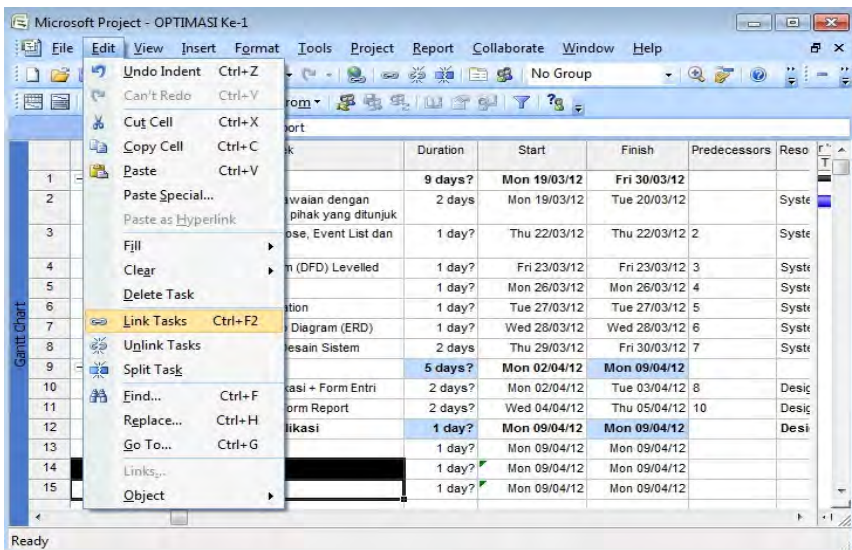 Microsoft Project - OPTIMASI Ke-1
File Edit View Insert Format Tools Project Report Collaborate Window Help
No Group
Undo Indent Ctrl+Z
Can't Redo Ctrl+Y
Cut Cell Ctrl+X
Copy Cell Ctrl+C
Paste Ctrl+V
Paste Special...
Paste as Hyperlink
Fill
Clear
Delete Task
Link Tasks Ctrl+F2
Unlink Tasks
Split Task
Find... Ctrl+F
Replace... Ctrl+H
Go To... Ctrl+G
Links...
Object
Duration Start Finish Predecessors Reso
1 9 days? Mon 19/03/12 Fri 30/03/12
2 awaian dengan pihak yang ditunjuk 2 days Mon 19/03/12 Tue 20/03/12 Syste
3 ose, Event List dan 1 day? Thu 22/03/12 Thu 22/03/12 2 Syste
4 n (DFD) Levelled 1 day? Fri 23/03/12 Fri 23/03/12 3 Syste
5 1 day? Mon 26/03/12 Mon 26/03/12 4 Syste
6 ation 1 day? Tue 27/03/12 Tue 27/03/12 5 Syste
7 Diagram (ERD) 1 day? Wed 28/03/12 Wed 28/03/12 6 Syste
8 esain Sistem 2 days Thu 29/03/12 Fri 30/03/12 7 Syste
9 5 days? Mon 02/04/12 Mon 09/04/12
10 kasi + Form Entri 2 days? Mon 02/04/12 Tue 03/04/12 8 Desig
11 orm Report 2 days? Wed 04/04/12 Thu 05/04/12 10 Desig
12 likasi 1 day? Mon 09/04/12 Mon 09/04/12 Desi
13 1 day? Mon 09/04/12 Mon 09/04/12
14 1 day? Mon 09/04/12 Mon 09/04/12
15 1 day? Mon 09/04/12 Mon 09/04/12
Gantt Chart
Ready